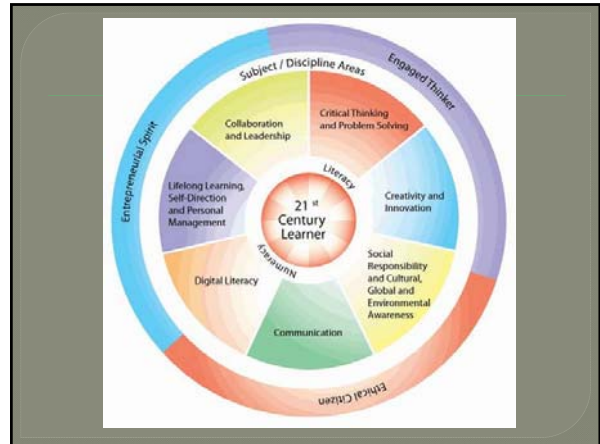 Entrepreneurial Spirit
Engaged Thinker
Ethical Citizen
Subject / Discipline Areas
Collaboration
and Leadership
Critical Thinking
and Problem Solving
Lifelong Learning,
Self-Direction
and Personal
Management
Literacy
21 st
Century
Learner
Numeracy
Creativity and
Innovation
Digital Literacy
Social
Responsibility
and Cultural,
Global and
Environmental
Awareness
Communication